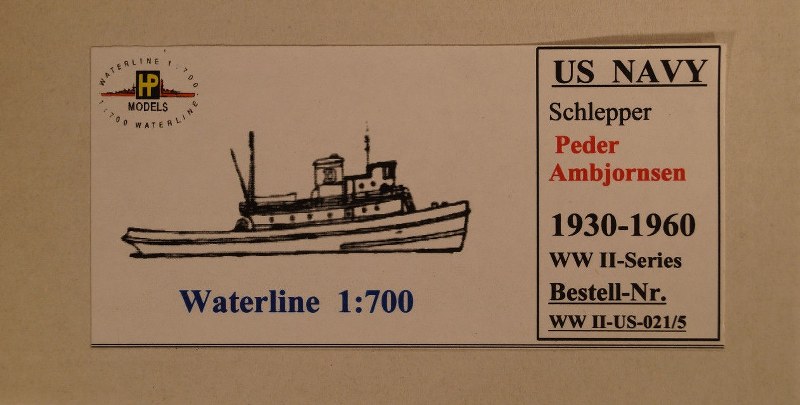 WATERLINE 1:700
HP
MODELS
1:700 WATERLINE
Waterline 1:700
US NAVY
Schlepper
Peder
Ambjornsen
1930-1960
WW II-Series
Bestell-Nr.
WW II-US-021/5